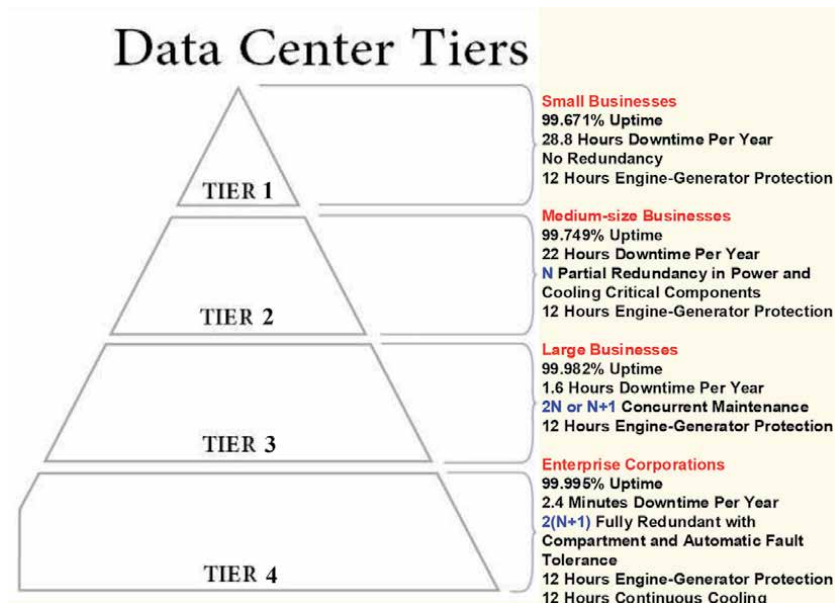 Data Center Tiers
TIER 1
Small Businesses
99.671% Uptime
28.8 Hours Downtime Per Year
No Redundancy
12 Hours Engine-Generator Protection
TIER 2
Medium-size Businesses
99.749% Uptime
22 Hours Downtime Per Year
N Partial Redundancy in Power and
Cooling Critical Components
12 Hours Engine-Generator Protection
TIER 3
Large Businesses
99.982% Uptime
1.6 Hours Downtime Per Year
2N or N+1 Concurrent Maintenance
12 Hours Engine-Generator Protection
TIER 4
Enterprise Corporations
99.995% Uptime
2.4 Minutes Downtime Per Year
2(N+1) Fully Redundant with
Compartment and Automatic Fault
Tolerance
12 Hours Engine-Generator Protection
12 Hours Continuous Cooling